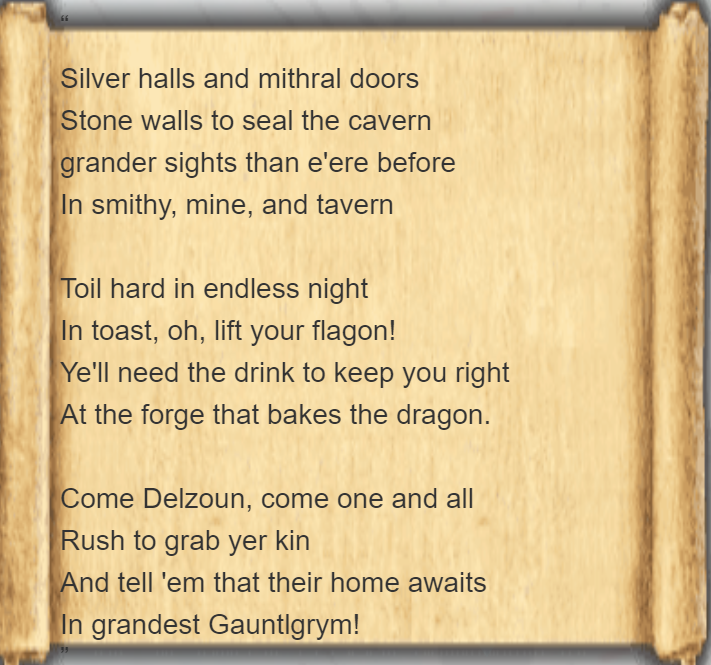 “
Silver halls and mithral doors
Stone walls to seal the cavern
grander sights than e'ere before
In smithy, mine, and tavern
Toil hard in endless night
In toast, oh, lift your flagon!
Ye'll need the drink to keep you right
At the forge that bakes the dragon.
Come Delzoun, come one and all
Rush to grab yer kin
And tell 'em that their home awaits
In grandest Gauntlgrym!
”